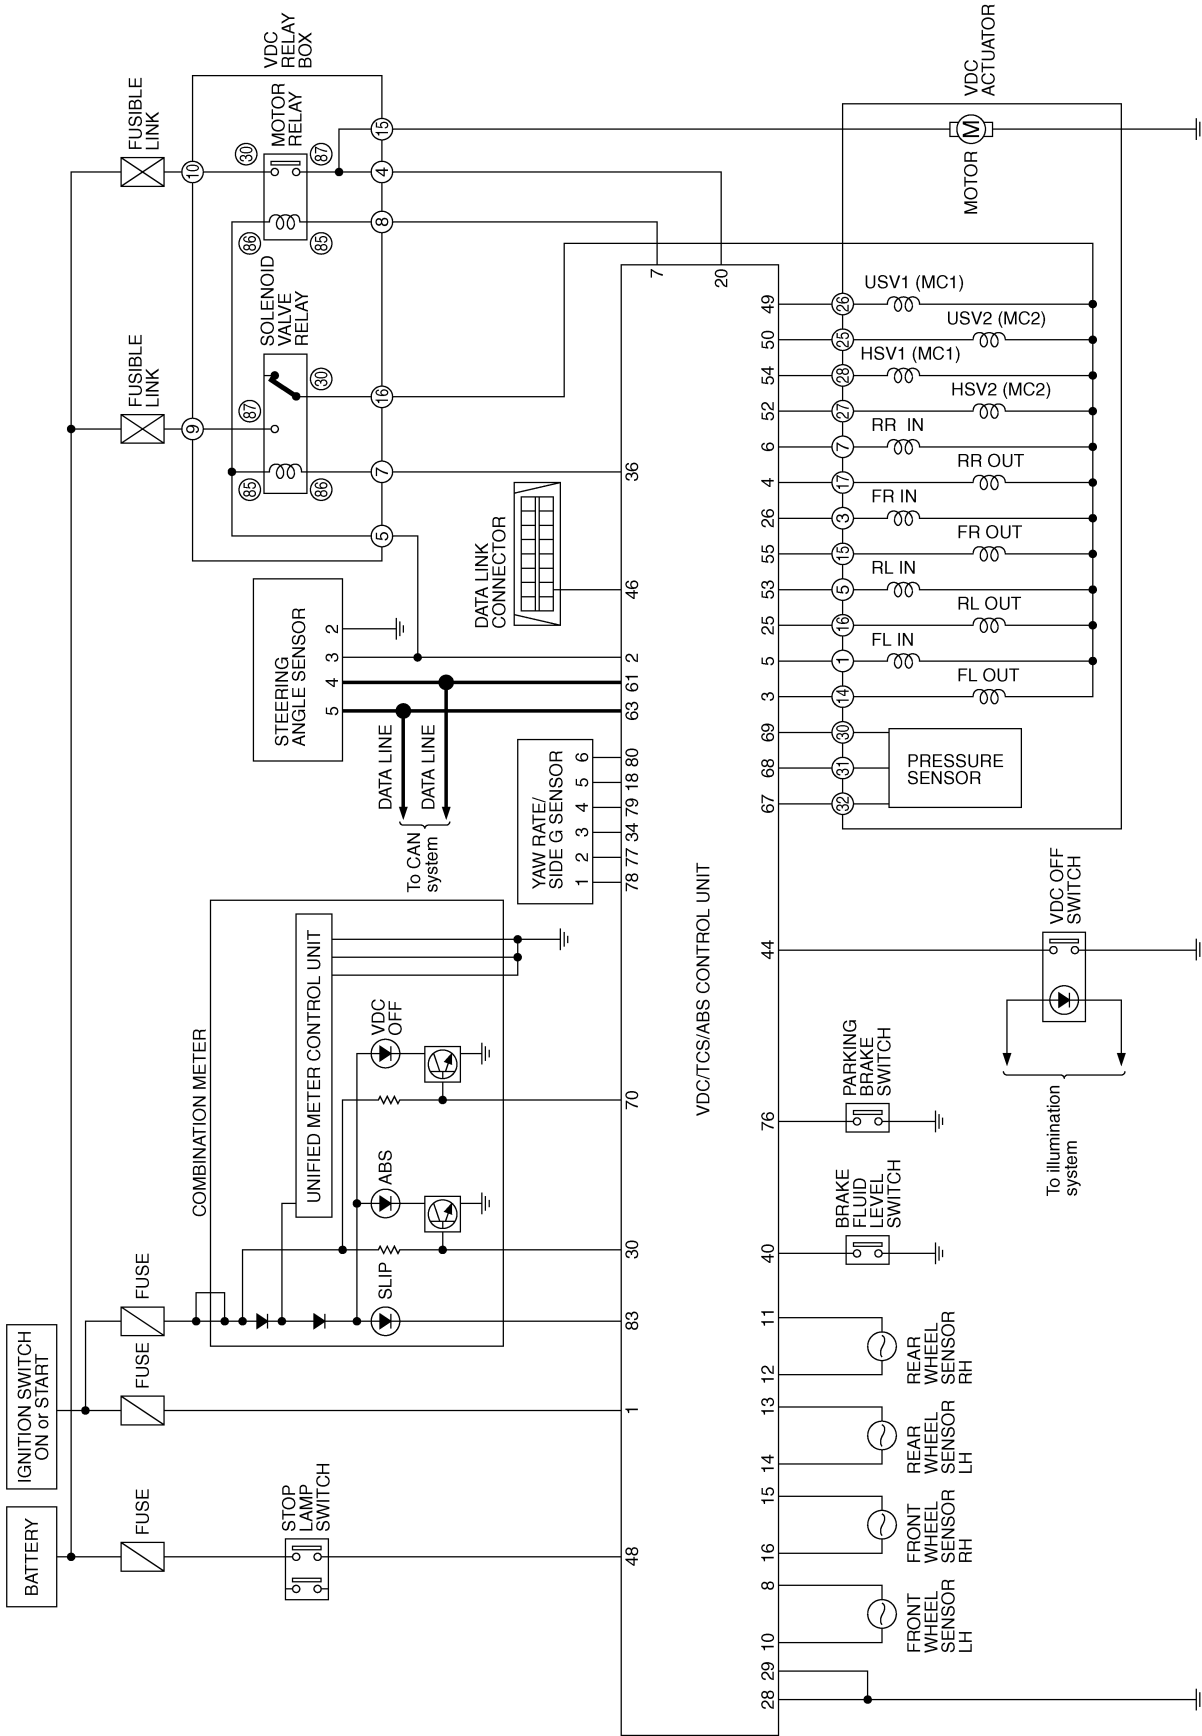 BATTERY
IGNITION SWITCH
ON or START
FUSE
FUSE
FUSE
FUSIBLE
LINK
FUSIBLE
LINK
STOP
LAMP
SWITCH
COMBINATION METER
UNIFIED METER CONTROL UNIT
SLIP
ABS
VDC
OFF
STEERING
ANGLE SENSOR
5
4
3
2
DATA LINE
DATA LINE
To CAN
system
YAW RATE/
SIDE G SENSOR
1
2
3
4
5
6
DATA LINK
CONNECTOR
VDC
RELAY
BOX
SOLENOID
VALVE
RELAY
MOTOR
RELAY
9
10
85
87
86
30
86
30
85
87
5
7
16
8
4
15
48
1
83
30
70
78
77
34
79
18
80
63
61
2
46
36
7
20
VDC/TCS/ABS CONTROL UNIT
28
29
10
8
16
15
14
13
12
11
40
76
44
67
68
69
3
5
25
53
55
26
4
6
52
54
50
49
FRONT
WHEEL
SENSOR
LH
FRONT
WHEEL
SENSOR
RH
REAR
WHEEL
SENSOR
LH
REAR
WHEEL
SENSOR
RH
BRAKE
FLUID
LEVEL
SWITCH
PARKING
BRAKE
SWITCH
To illumination
system
VDC OFF
SWITCH
32
31
30
14
1
16
5
15
3
17
7
27
28
25
26
PRESSURE
SENSOR
FL OUT
FL IN
RL OUT
RL IN
FR OUT
FR IN
RR OUT
RR IN
HSV2 (MC2)
HSV1 (MC1)
USV2 (MC2)
USV1 (MC1)
MOTOR
M
VDC
ACTUATOR